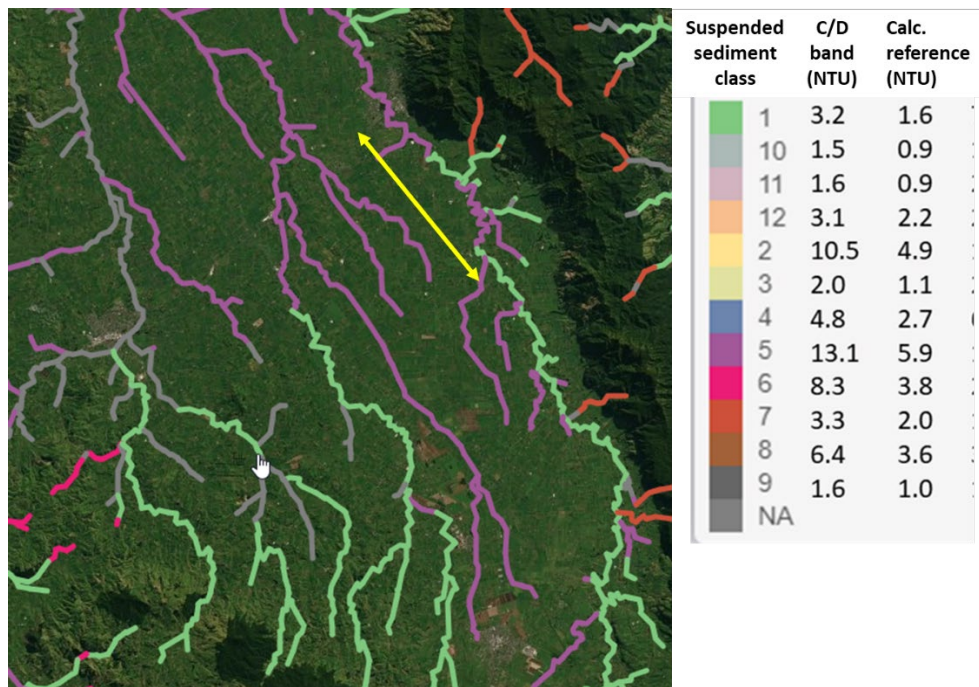 Suspended sediment class C/D band (NTU) Calc. reference (NTU)
1 3.2 1.6
10 1.5 0.9
11 1.6 0.9
12 3.1 2.2
2 10.5 4.9
3 2.0 1.1
4 4.8 2.7
5 13.1 5.9
6 8.3 3.8
7 3.3 2.0
8 6.4 3.6
9 1.6 1.0
NA